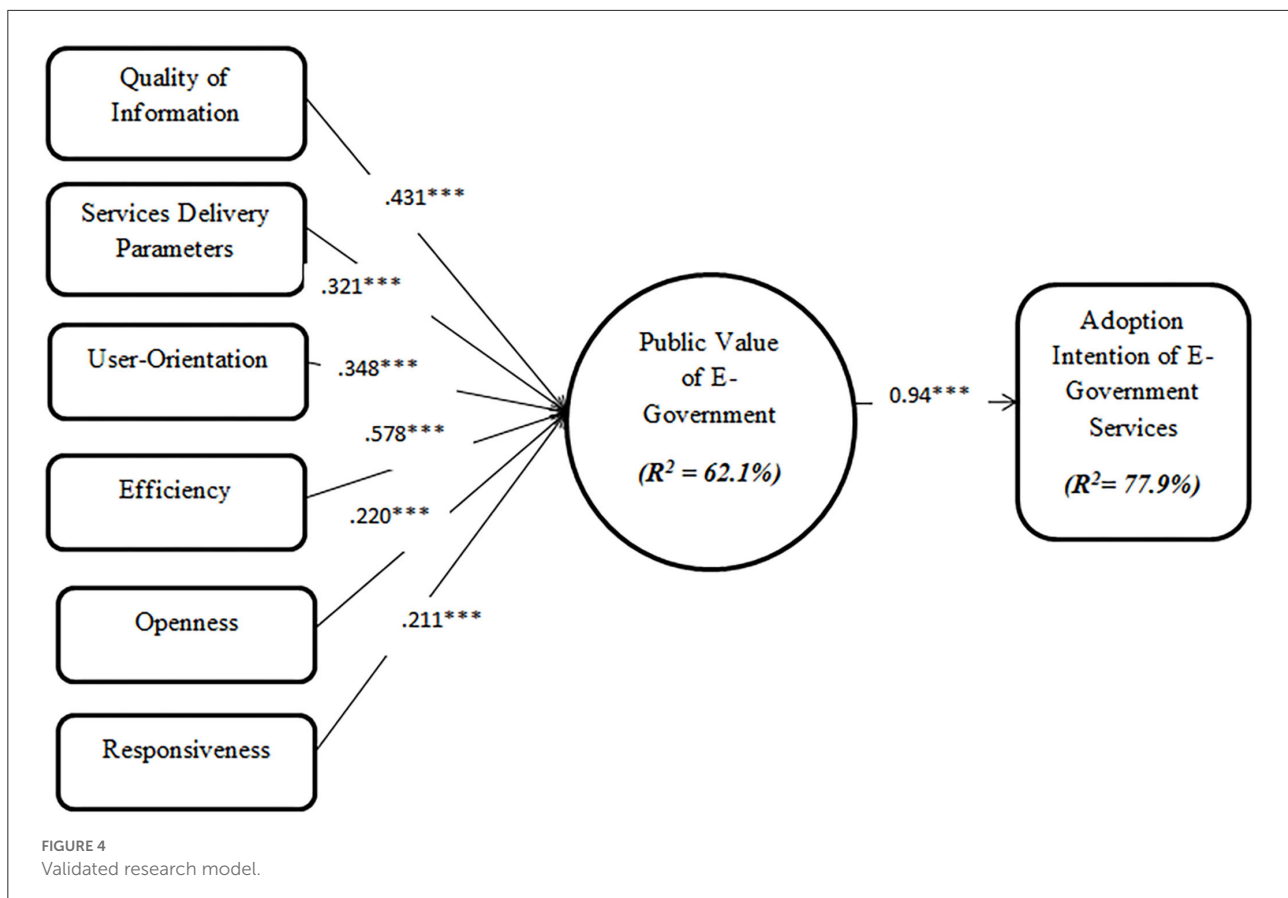 Quality of
Information
.431***
Services Delivery
Parameters
.321***
User-Orientation
.348***
Efficiency
.578***
Openness
.220***
Responsiveness
.211***
Public Value
of E-
Government
(R² = 62.1%)
0.94***
Adoption
Intention of E-
Government
Services
(R²= 77.9%)
FIGURE 4
Validated research model.